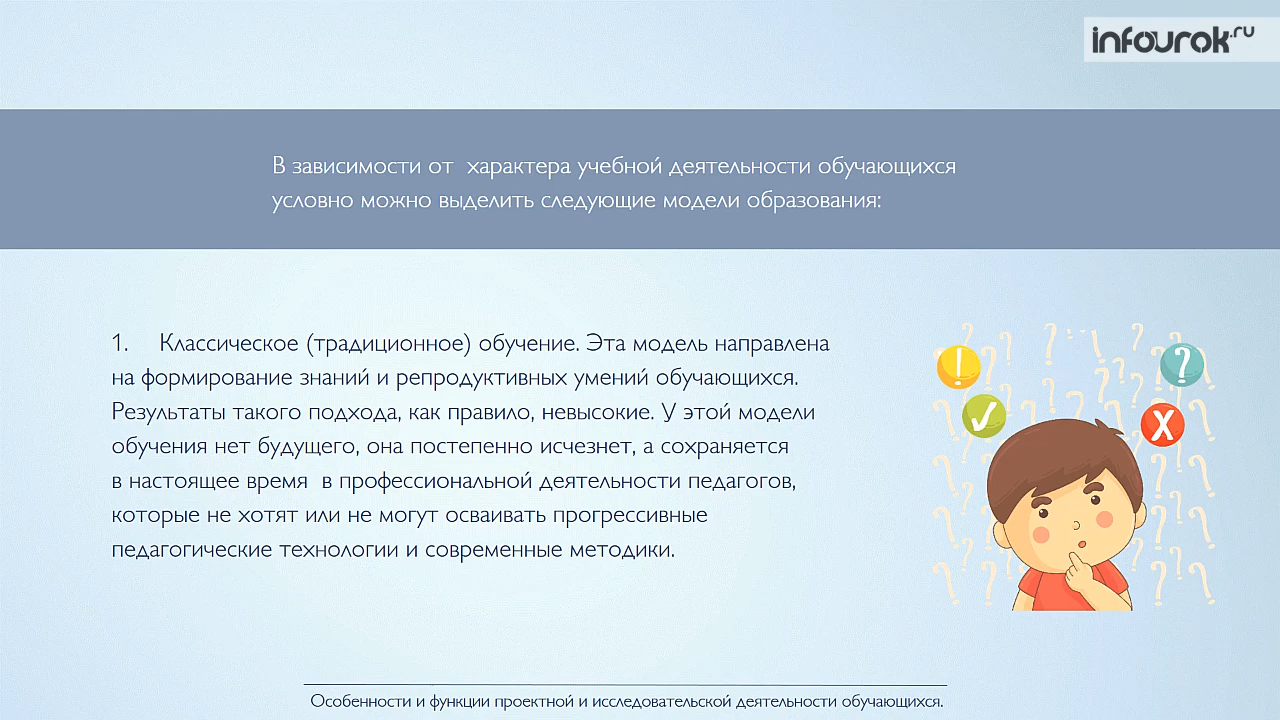 infourok.ru
В зависимости от характера учебной деятельности обучающихся
условно можно выделить следующие модели образования:
1. Классическое (традиционное) обучение. Эта модель направлена
на формирование знаний и репродуктивных умений обучающихся.
Результаты такого подхода, как правило, невысокие. У этой модели
обучения нет будущего, она постепенно исчезнет, а сохраняется
в настоящее время в профессиональной деятельности педагогов,
которые не хотят или не могут осваивать прогрессивные
педагогические технологии и современные методики.
! ?
✓ X
Особенности и функции проектной и исследовательской деятельности обучающихся.